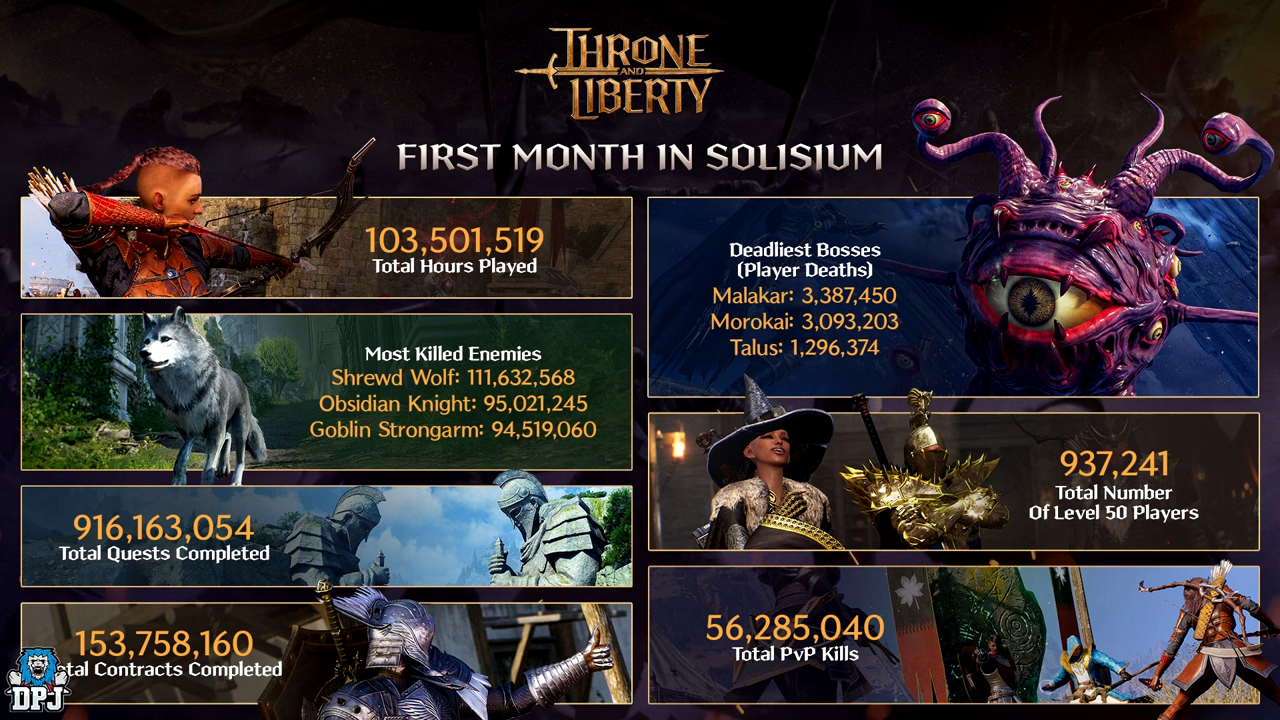 THRONE
AND
LIBERTY
FIRST MONTH IN SOLISIUM
103,501,519
Total Hours Played
Most Killed Enemies
Shrewd Wolf: 111,632,568
Obsidian Knight: 95,021,245
Goblin Strongarm: 94,519,060
916,163,054
Total Quests Completed
153,758,160
tal Contracts Completed
DPJ
Deadliest Bosses
(Player Deaths)
Malakar: 3,387,450
Morokai: 3,093,203
Talus: 1,296,374
937,241
Total Number
Of Level 50 Players
56,285,040
Total PvP Kills